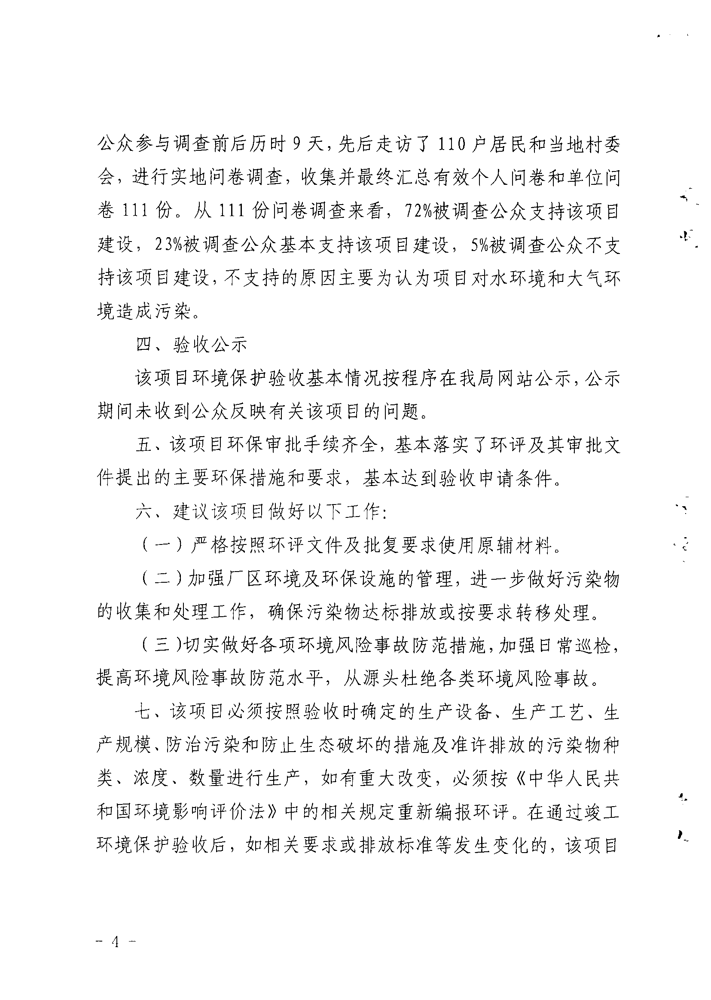 公众参与调查前后历时9天，先后走访了110户居民和当地村委
会，进行实地问卷调查，收集并最终汇总有效个人问卷和单位问
卷111份。从111份问卷调查来看，72%被调查公众支持该项目
建设，23%被调查公众基本支持该项目建设，5%被调查公众不支
持该项目建设，不支持的原因主要为认为项目对水环境和大气环
境造成污染。
四、验收公示
该项目环境保护验收基本情况按程序在我局网站公示，公示
期间未收到公众反映有关该项目的问题。
五、该项目环保审批手续齐全，基本落实了环评及其审批文
件提出的主要环保措施和要求，基本达到验收申请条件。
六、建议该项目做好以下工作：
（一）严格按照环评文件及批复要求使用原辅材料。
（二）加强厂区环境及环保设施的管理，进一步做好污染物
的收集和处理工作，确保污染物达标排放或按要求转移处理。
（三）切实做好各项环境风险事故防范措施，加强日常巡检，
提高环境风险事故防范水平，从源头杜绝各类环境风险事故。
七、该项目必须按照验收时确定的生产设备、生产工艺、生
产规模、防治污染和防止生态破坏的措施及准许排放的污染物种
类、浓度、数量进行生产，如有重大改变，必须按《中华人民共
和国环境影响评价法》中的相关规定重新编报环评。在通过竣工
环境保护验收后，如相关要求或排放标准等发生变化的，该项目
- 4 -